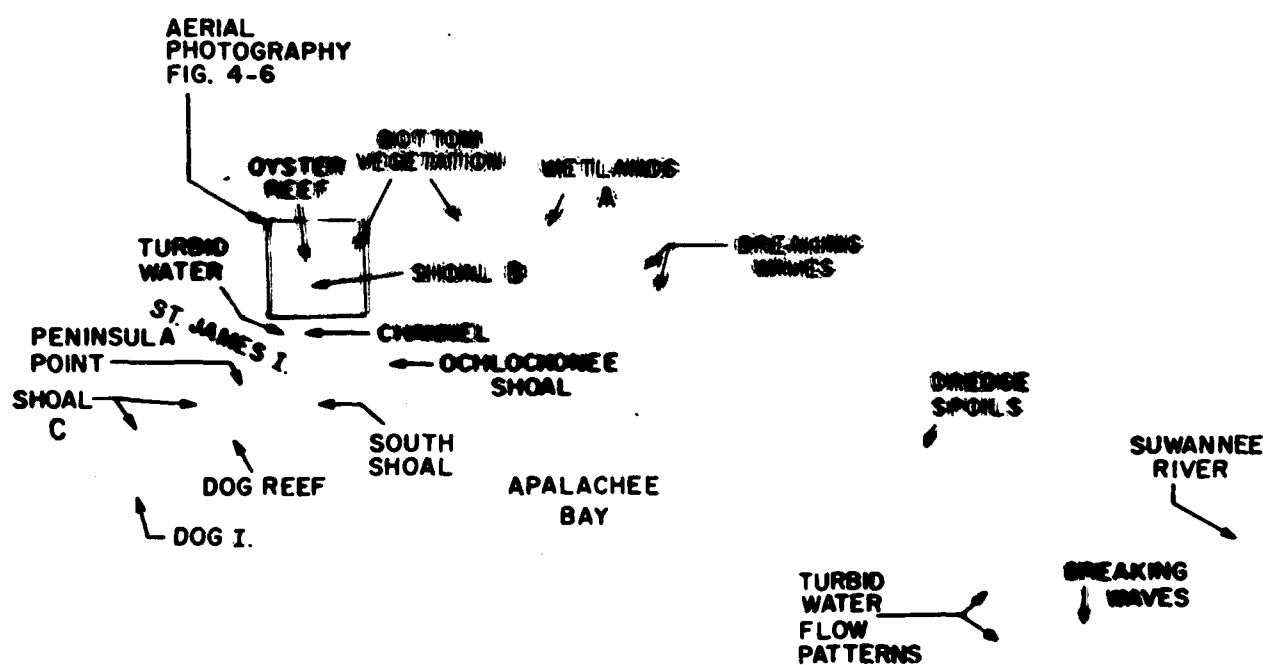 AERIAL
PHOTOGRAPHY
FIG. 4-6
BOTTOM
VEGETATION
OYSTER
REEF
WETLANDS
A
TURBID
WATER
BREAKING
WAVES
SHOAL B
ST. JAMES I.
PENINSULA
POINT
CHANNEL
OCHLOCKONEE
SHOAL
SHOAL
C
DREDGE
SPOILS
SOUTH
SHOAL
SUWANNEE
RIVER
DOG REEF
APALACHEE
BAY
DOG I.
TURBID
WATER
FLOW
PATTERNS
BREAKING
WAVES